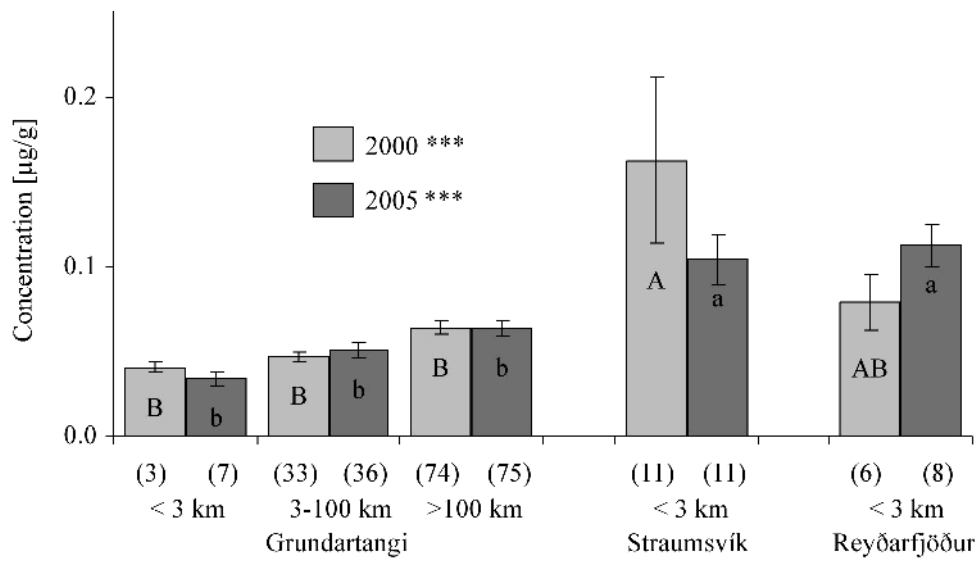 Concentration [µg/g]
0.2
0.1
0.0
2000 ***
2005 ***
B
b
B
b
B
b
A
a
AB
a
(3) (7) (33) (36) (74) (75) (11) (11) (6) (8)
< 3 km 3-100 km >100 km < 3 km < 3 km
Grundartangi Straumsvík Reyðarfjöður